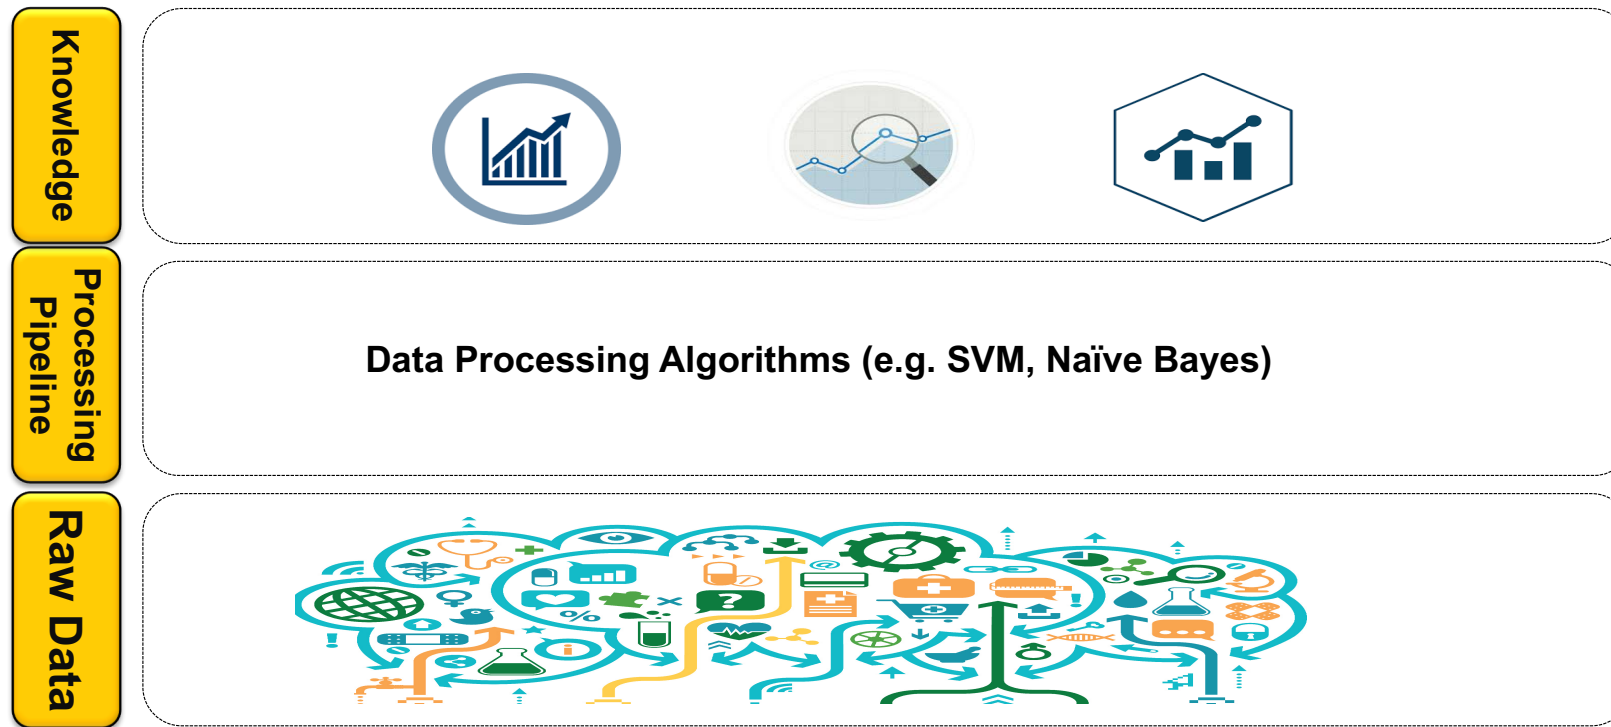 Knowledge
Processing
Pipeline
Data Processing Algorithms (e.g. SVM, Naïve Bayes)
Raw Data
@
%
?
i
!
!